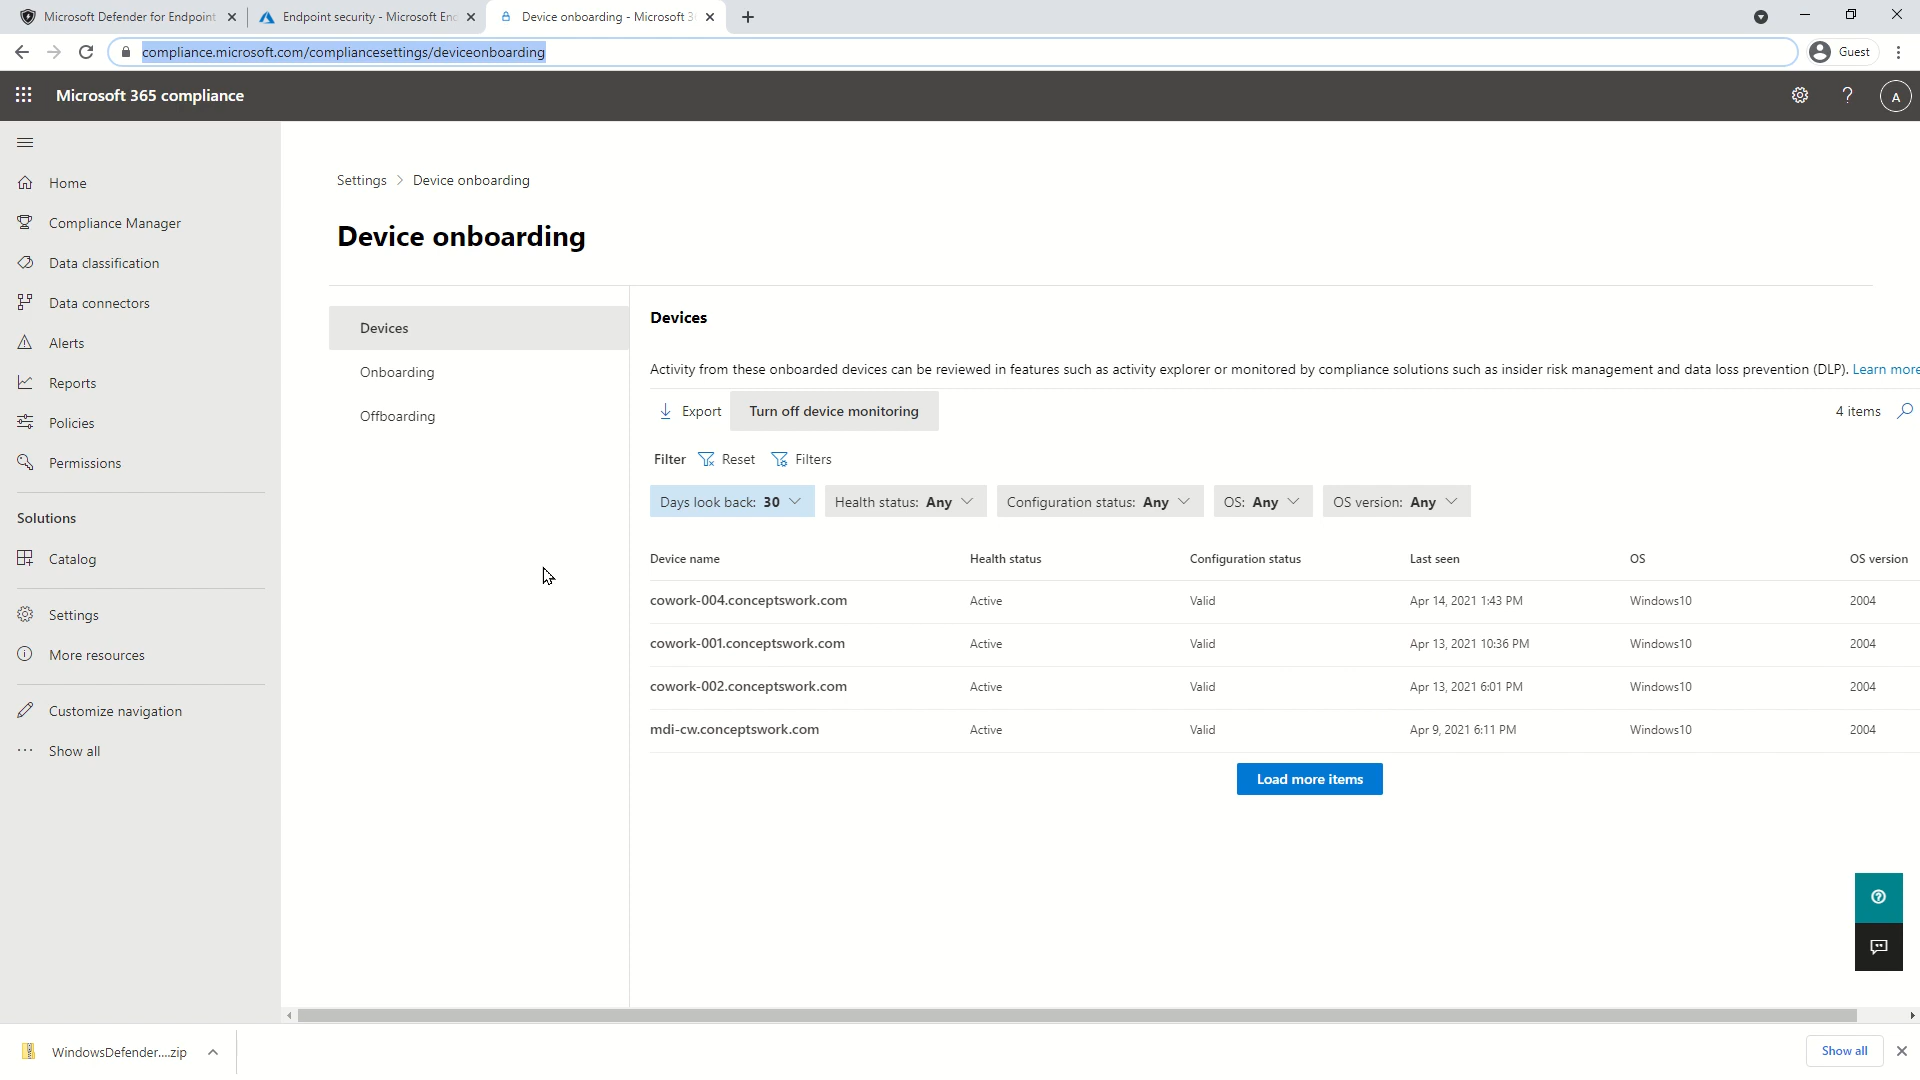 Microsoft Defender for Endpoint
Endpoint security - Microsoft En
Device onboarding - Microsoft 3
compliance.microsoft.com/compliancesettings/deviceonboarding
Guest
Microsoft 365 compliance
A
Home
Compliance Manager
Data classification
Data connectors
Alerts
Reports
Policies
Permissions
Solutions
Catalog
Settings
More resources
Customize navigation
Show all
Settings > Device onboarding
Device onboarding
Devices
Onboarding
Offboarding
Devices
Activity from these onboarded devices can be reviewed in features such as activity explorer or monitored by compliance solutions such as insider risk management and data loss prevention (DLP). Learn more
Export Turn off device monitoring 4 items
Filter Reset Filters
Days look back: 30 Health status: Any Configuration status: Any OS: Any OS version: Any
Device name Health status Configuration status Last seen OS OS version
cowork-004.conceptswork.com Active Valid Apr 14, 2021 1:43 PM Windows10 2004
cowork-001.conceptswork.com Active Valid Apr 13, 2021 10:36 PM Windows10 2004
cowork-002.conceptswork.com Active Valid Apr 13, 2021 6:01 PM Windows10 2004
mdi-cw.conceptswork.com Active Valid Apr 9, 2021 6:11 PM Windows10 2004
Load more items
WindowsDefender....zip
Show all